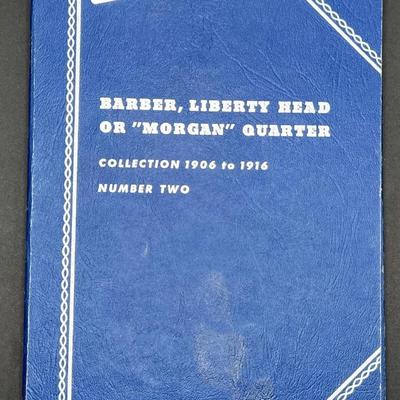 BARBER, LIBERTY HEAD
OR "MORGAN" QUARTER
COLLECTION 1906 to 1916
NUMBER TWO